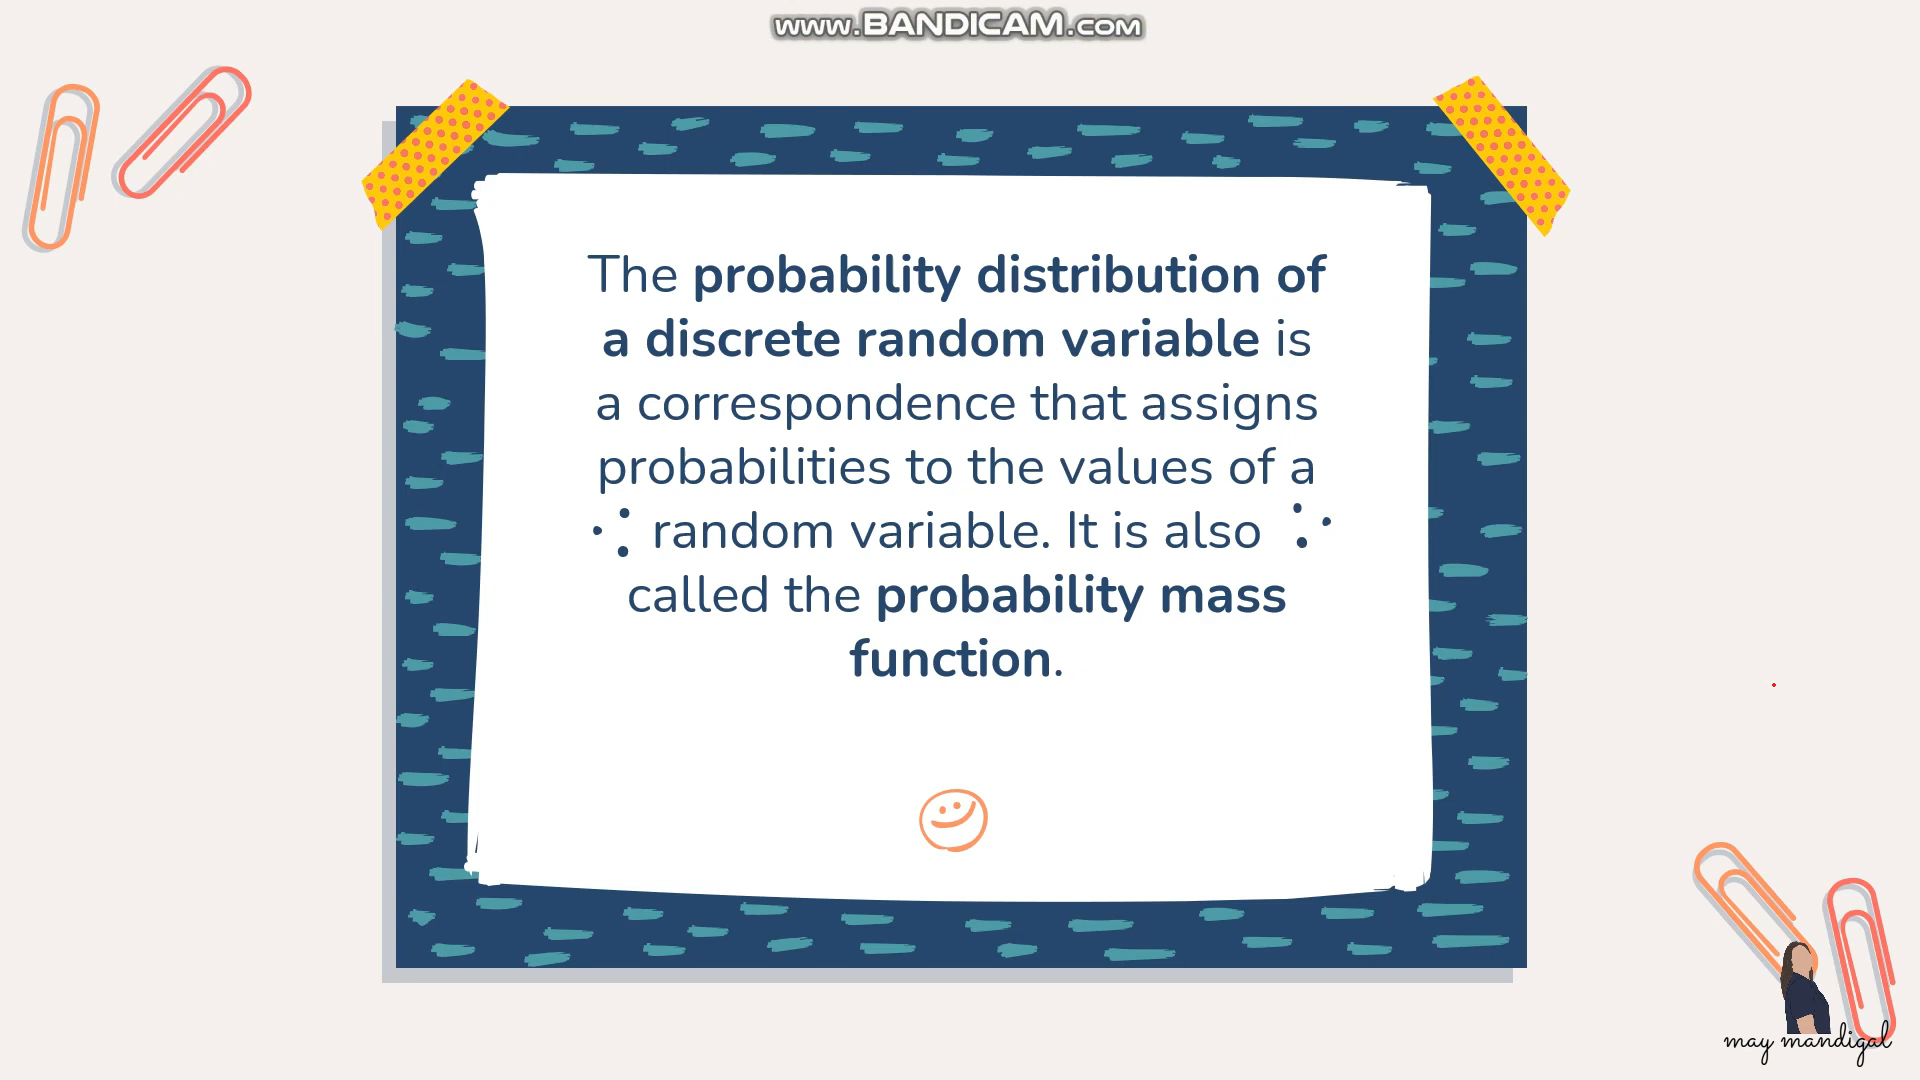 www.BANDICAM.com
The probability distribution of
a discrete random variable is
a correspondence that assigns
probabilities to the values of a
random variable. It is also
called the probability mass
function.
may mandigal